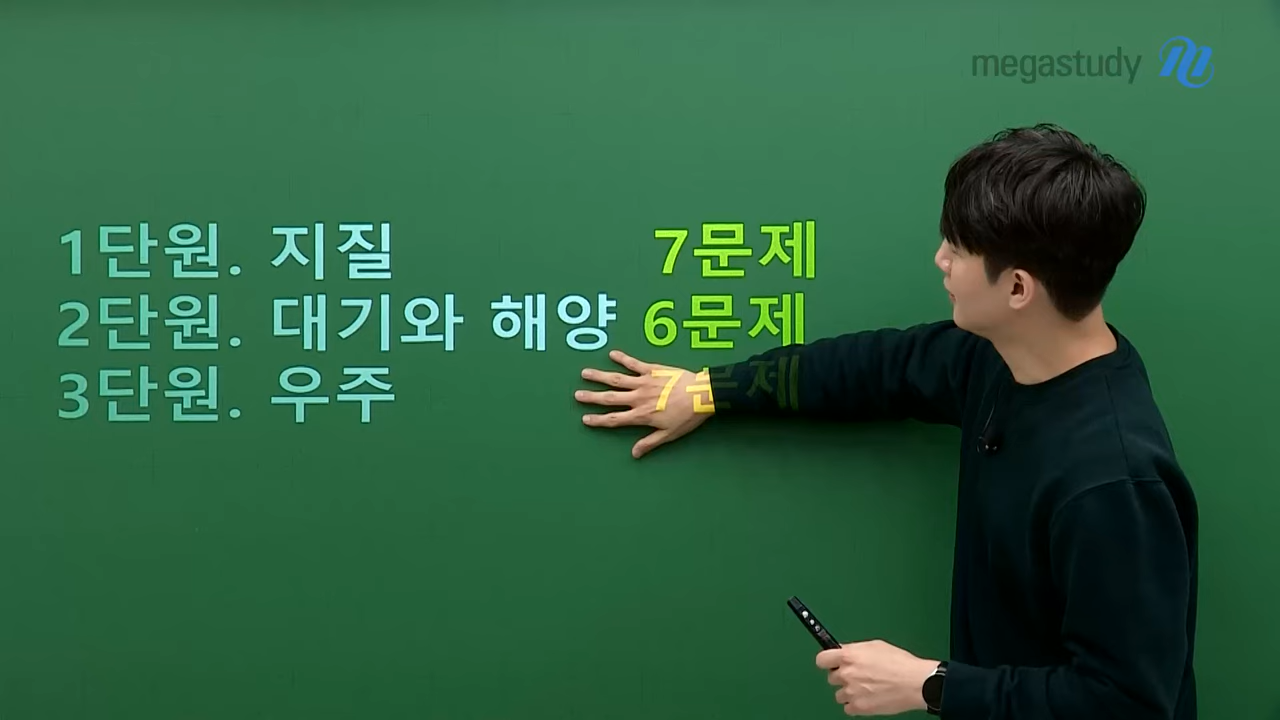 megastudy
1단원. 지질 7문제
2단원. 대기와 해양 6문제
3단원. 우주 7문제